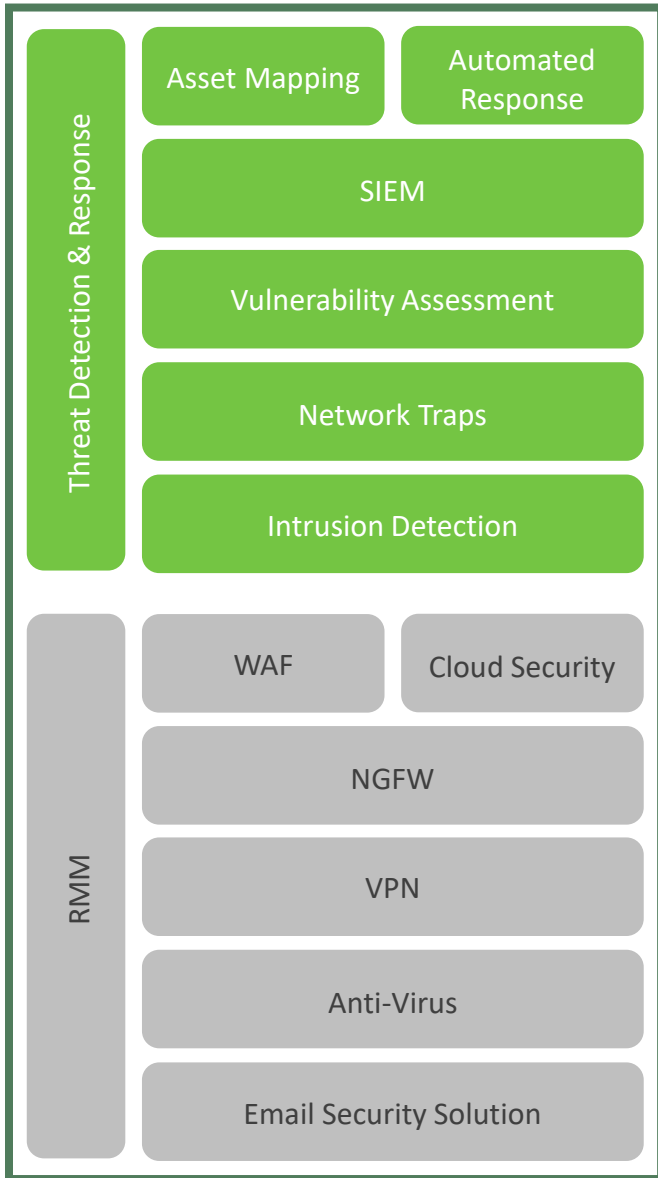 Threat Detection & Response
Asset Mapping
Automated
Response
SIEM
Vulnerability Assessment
Network Traps
Intrusion Detection
RMM
WAF
Cloud Security
NGFW
VPN
Anti-Virus
Email Security Solution